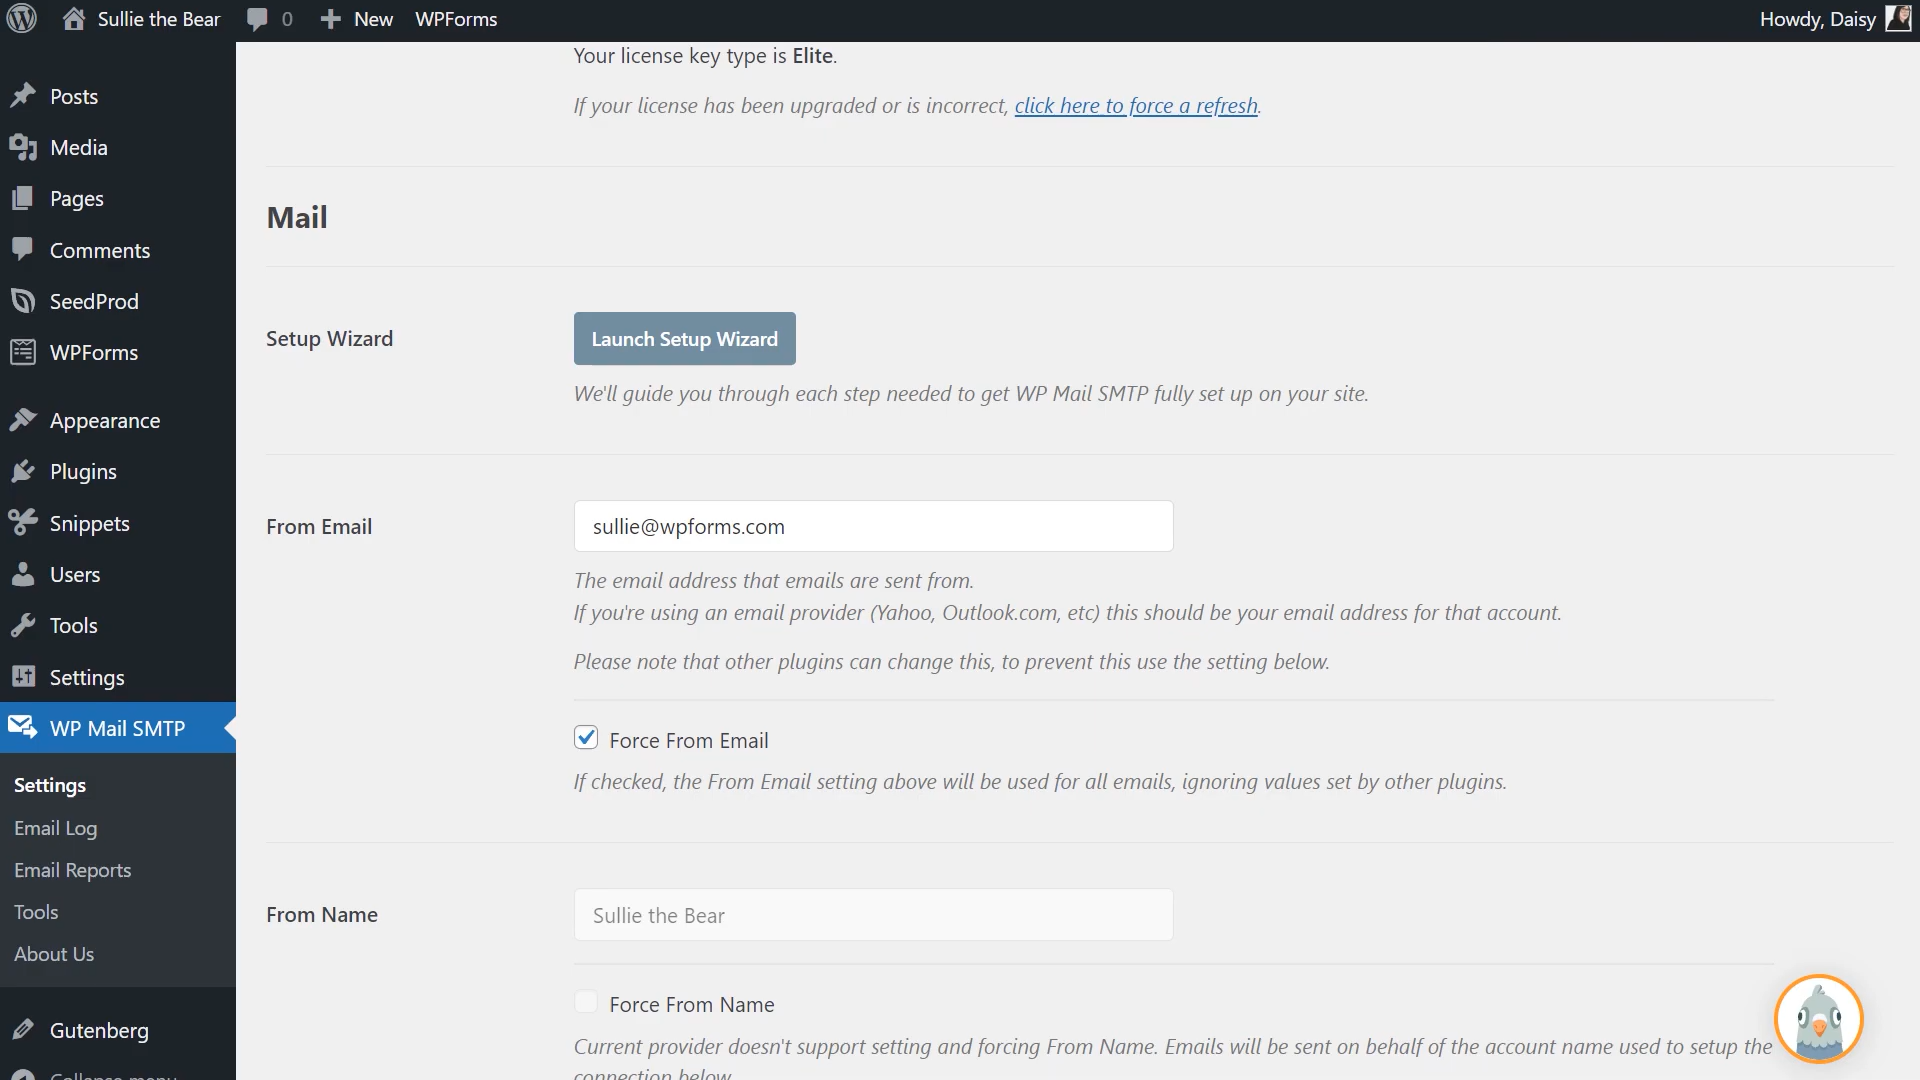 Sullie the Bear
0
New
WPForms
Howdy, Daisy
Posts
Media
Pages
Comments
SeedProd
WPForms
Appearance
Plugins
Snippets
Users
Tools
Settings
WP Mail SMTP
Settings
Email Log
Email Reports
Tools
About Us
Gutenberg
Collapse menu
Your license key type is Elite.
If your license has been upgraded or is incorrect, click here to force a refresh.
Mail
Setup Wizard
Launch Setup Wizard
We'll guide you through each step needed to get WP Mail SMTP fully set up on your site.
From Email
sullie@wpforms.com
The email address that emails are sent from.
If you're using an email provider (Yahoo, Outlook.com, etc) this should be your email address for that account.
Please note that other plugins can change this, to prevent this use the setting below.
Force From Email
If checked, the From Email setting above will be used for all emails, ignoring values set by other plugins.
From Name
Sullie the Bear
Force From Name
Current provider doesn't support setting and forcing From Name. Emails will be sent on behalf of the account name used to setup the
connection below.